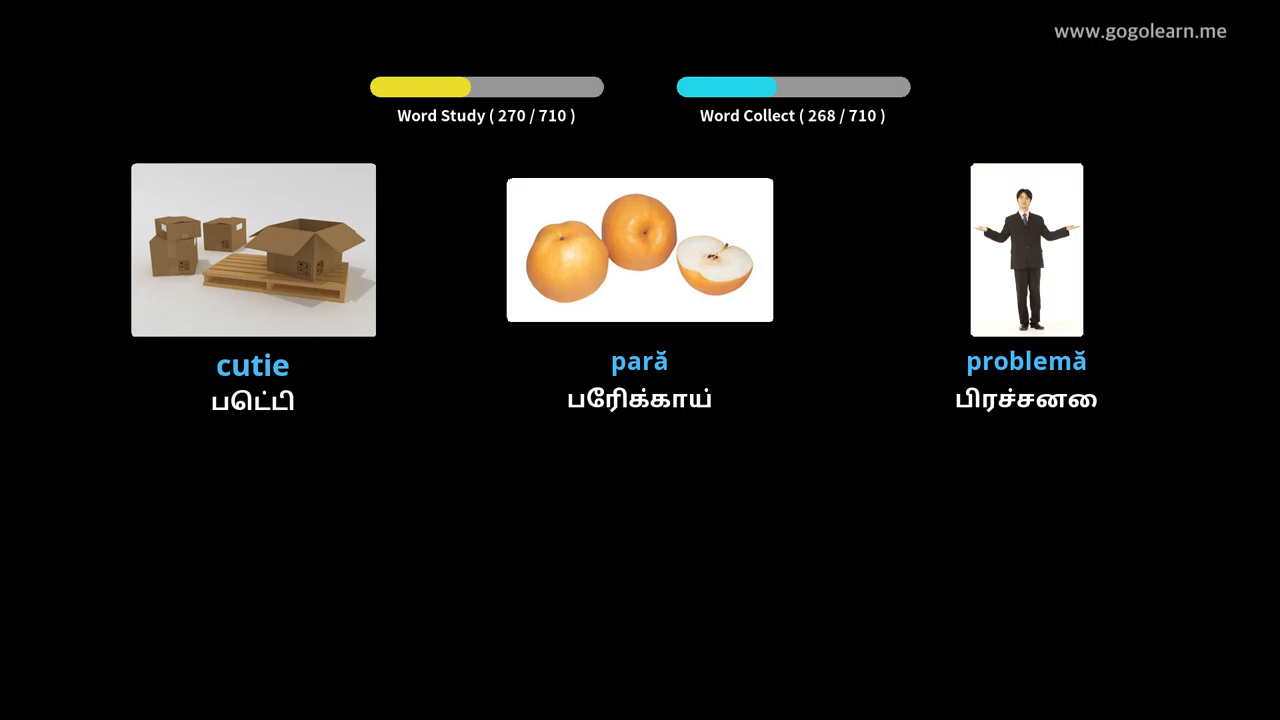 www.gogolearn.me
Word Study ( 270 / 710 ) Word Collect ( 268 / 710 )
cutie pară problemă
பெட்டி பேரிக்காய் பிரச்சனை